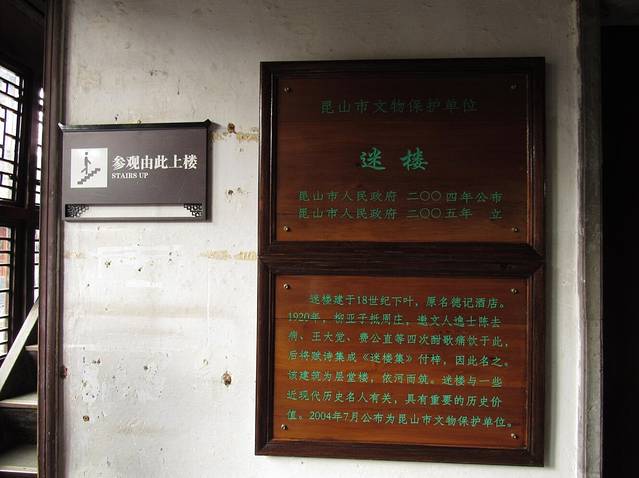 参观由此上楼
STAIRS UP
昆山市文物保护单位
迷楼
昆山市人民政府 二〇〇四年公布
昆山市人民政府 二〇〇五年 立
迷楼建于18世纪下叶，原名德记酒店。
1920年，柳亚子抵周庄，邀文人逸士陈去
病、王大觉、费公直等四次酣歌痛饮于此，
后将赋诗集成《迷楼集》付梓，因此名之。
该建筑为层堂楼，依河而筑。迷楼与一些
近现代历史名人有关，具有重要的历史价
值。2004年7月公布为昆山市文物保护单位。